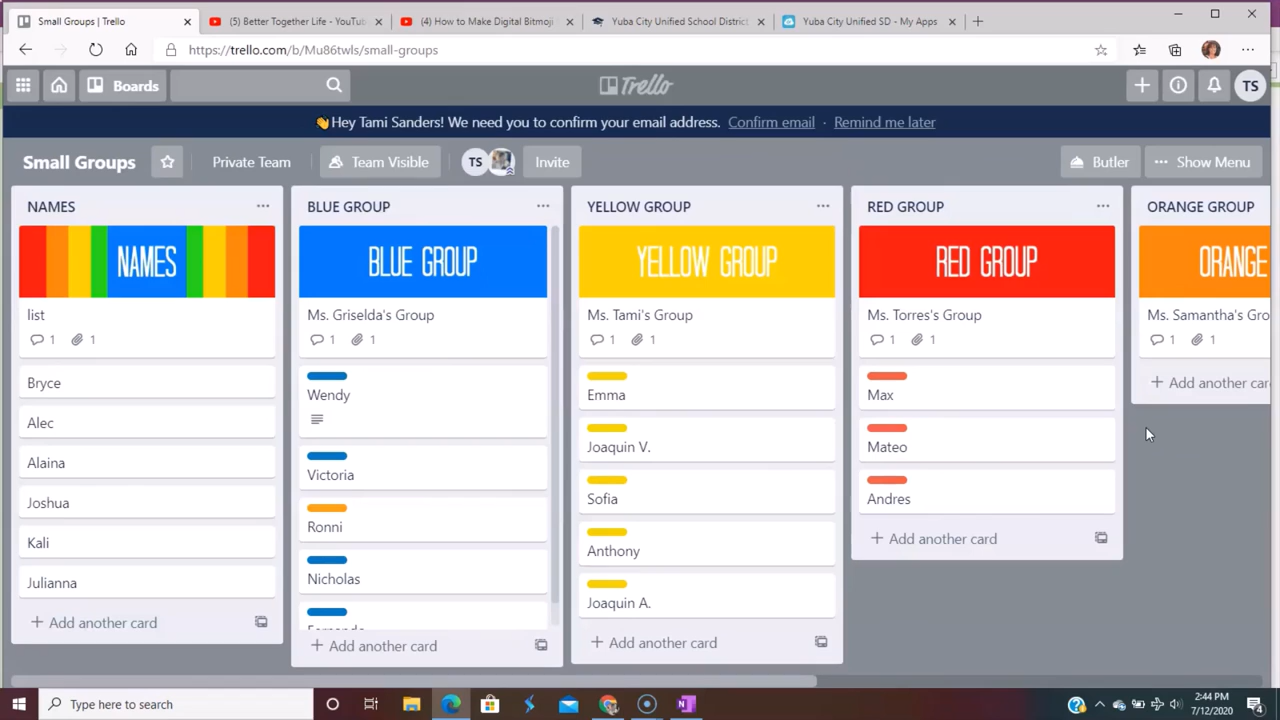 Small Groups | Trello
(5) Better Together Life - YouTub
(4) How to Make Digital Bitmoji
Yuba City Unified School District
Yuba City Unified SD - My Apps
https://trello.com/b/Mu86twls/small-groups
Boards
Trello
TS
👋Hey Tami Sanders! We need you to confirm your email address. Confirm email · Remind me later
Small Groups
Private Team
Team Visible
TS
Invite
Butler
Show Menu
NAMES
NAMES
list
1 1
Bryce
Alec
Alaina
Joshua
Kali
Julianna
+ Add another card
BLUE GROUP
BLUE GROUP
Ms. Griselda's Group
1 1
Wendy
Victoria
Ronni
Nicholas
+ Add another card
YELLOW GROUP
YELLOW GROUP
Ms. Tami's Group
1 1
Emma
Joaquin V.
Sofia
Anthony
Joaquin A.
+ Add another card
RED GROUP
RED GROUP
Ms. Torres's Group
1 1
Max
Mateo
Andres
+ Add another card
ORANGE GROUP
ORANGE
Ms. Samantha's Gro
1 1
+ Add another car
Type here to search
2:44 PM
7/12/2020
4